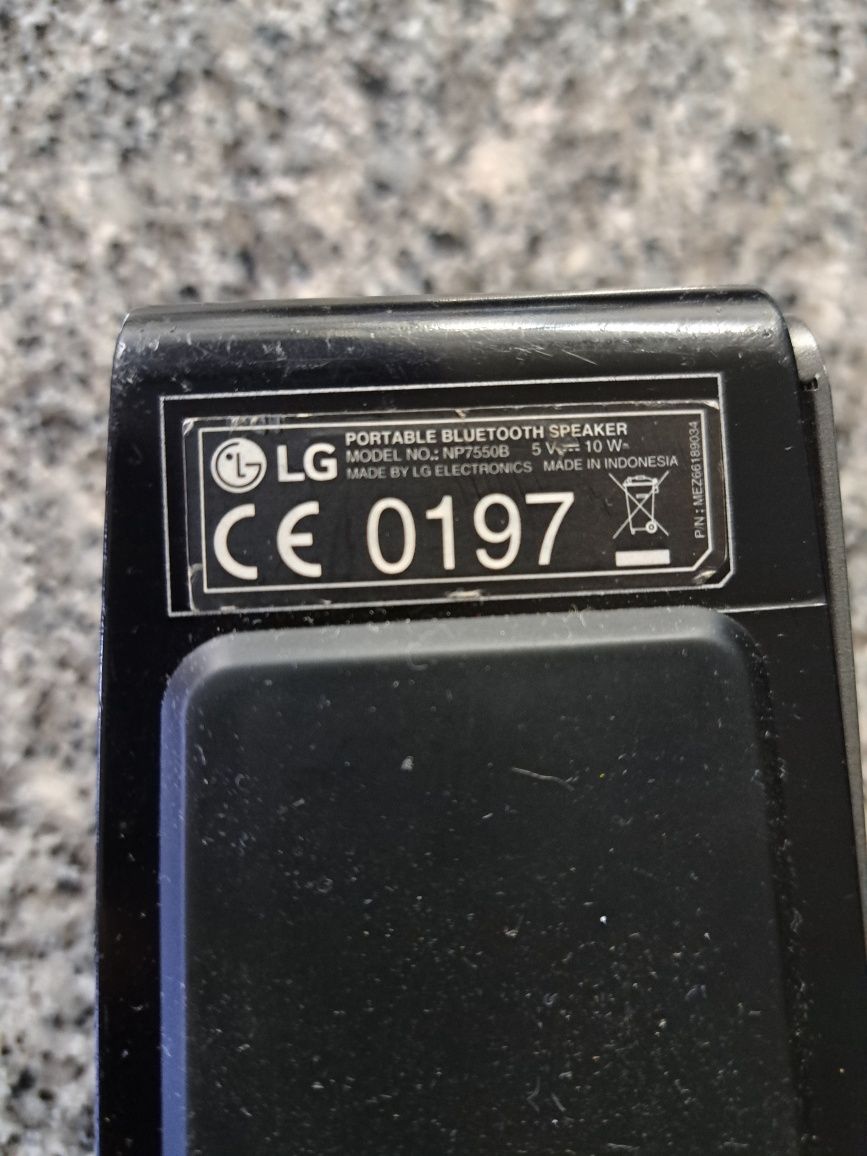 LG
PORTABLE BLUETOOTH SPEAKER
MODEL NO.: NP7550B 5 V⎓ 10 W
MADE BY LG ELECTRONICS MADE IN INDONESIA
CE 0197
P/N : MEZ66189034